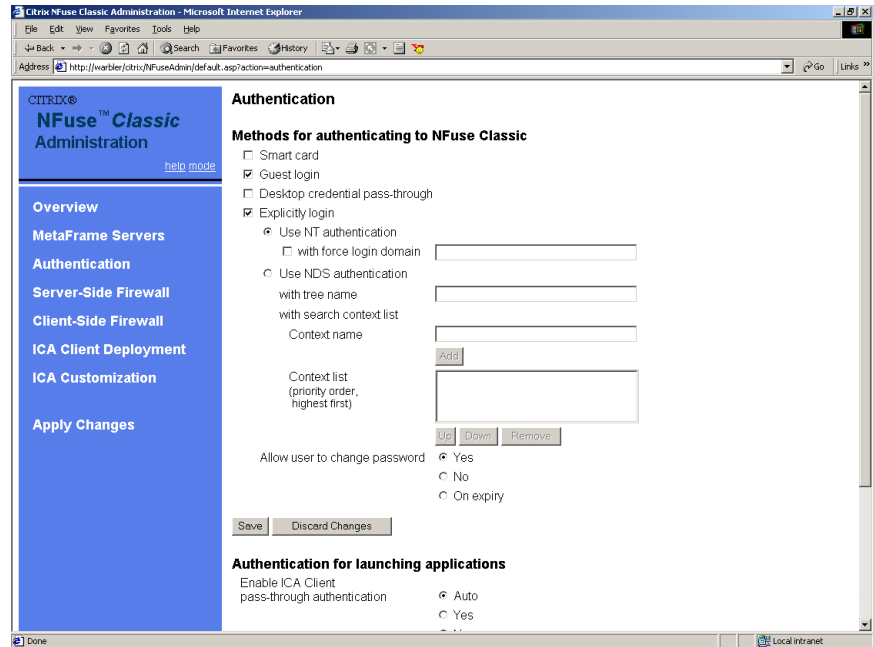 Citrix NFuse Classic Administration - Microsoft Internet Explorer
File Edit View Favorites Tools Help
Back Search Favorites History
Address http://warbler/citrix/NFuseAdmin/default.asp?action=authentication Go Links »
CITRIX®
NFuse™ Classic
Administration
help mode
Overview
MetaFrame Servers
Authentication
Server-Side Firewall
Client-Side Firewall
ICA Client Deployment
ICA Customization
Apply Changes
Authentication
Methods for authenticating to NFuse Classic
Smart card
Guest login
Desktop credential pass-through
Explicitly login
Use NT authentication
with force login domain
Use NDS authentication
with tree name
with search context list
Context name
Add
Context list
(priority order,
highest first)
Up Down Remove
Allow user to change password Yes
No
On expiry
Save Discard Changes
Authentication for launching applications
Enable ICA Client
pass-through authentication Auto
Yes
Done Local intranet